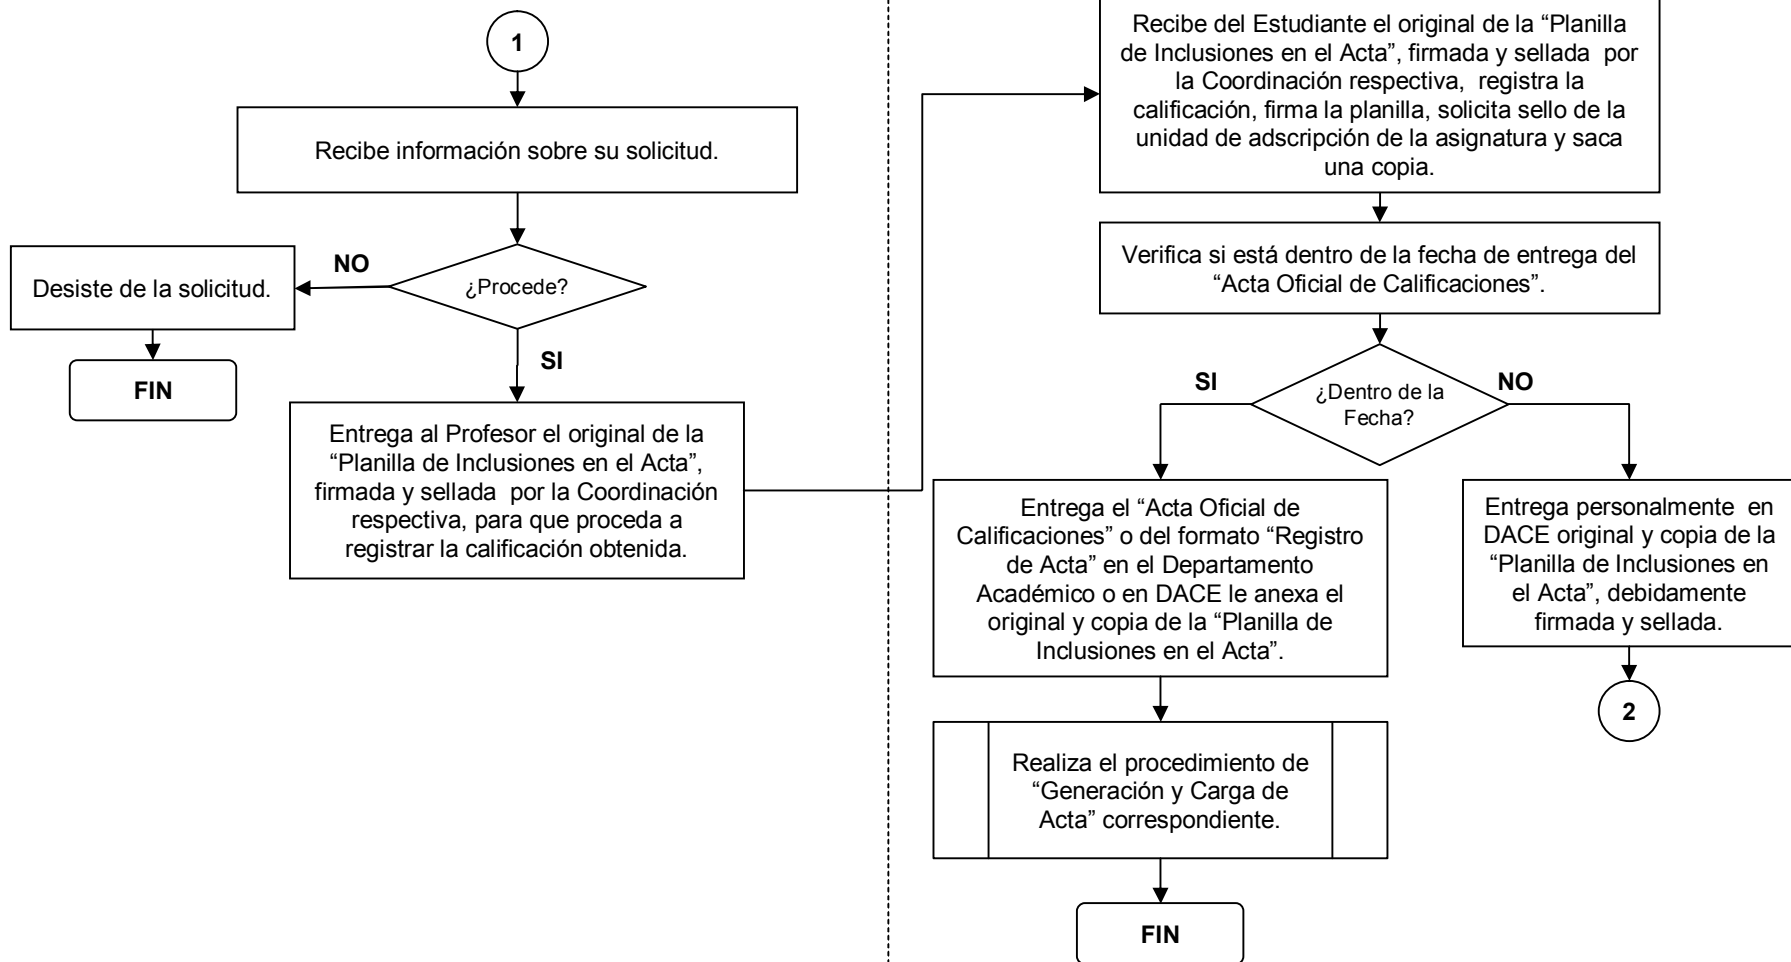 1
Recibe información sobre su solicitud.
¿Procede?
NO
Desiste de la solicitud.
FIN
SI
Entrega al Profesor el original de la
“Planilla de Inclusiones en el Acta”,
firmada y sellada por la Coordinación
respectiva, para que proceda a
registrar la calificación obtenida.
Recibe del Estudiante el original de la “Planilla
de Inclusiones en el Acta”, firmada y sellada por
la Coordinación respectiva, registra la
calificación, firma la planilla, solicita sello de la
unidad de adscripción de la asignatura y saca
una copia.
Verifica si está dentro de la fecha de entrega del
“Acta Oficial de Calificaciones”.
¿Dentro de la
Fecha?
SI
NO
Entrega el “Acta Oficial de
Calificaciones” o del formato “Registro
de Acta” en el Departamento
Académico o en DACE le anexa el
original y copia de la “Planilla de
Inclusiones en el Acta”.
Entrega personalmente en
DACE original y copia de la
“Planilla de Inclusiones en
el Acta”, debidamente
firmada y sellada.
2
Realiza el procedimiento de
“Generación y Carga de
Acta” correspondiente.
FIN